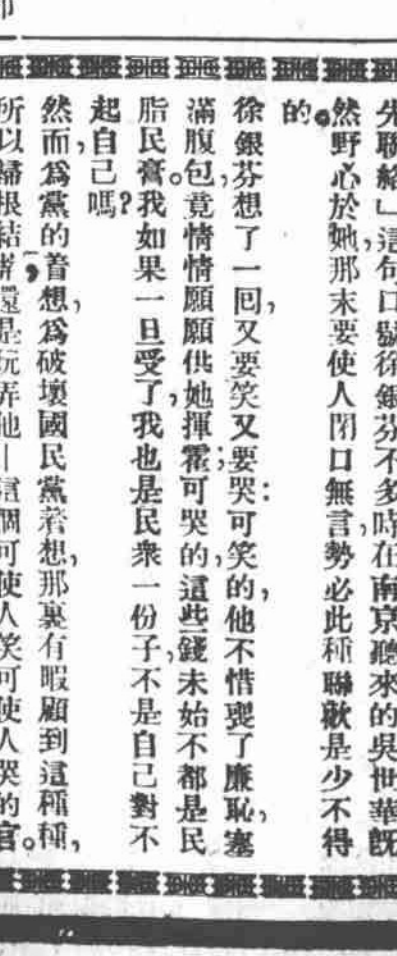 先聯絡」這句口號徐銀芬不多時在南京聽來的吳世華既
然野心於她，那末要使人閉口無言，勢必此種聯歡是少不得
的。
徐銀芬想了一回，又要笑又要哭：可笑的，他不惜喪了廉恥，塞
滿腹包，竟情情願願供她揮霍；可哭的，這些錢未始不都是民
脂民膏。我如果一旦受了，我也是民衆一份子，不是自己對不
起自己嗎？
然而，爲黨的着想，爲破壞國民黨着想，那裏有暇顧到這種種，
所以歸根結蒂，還是玩弄他—這個可使人笑可使人哭的官。